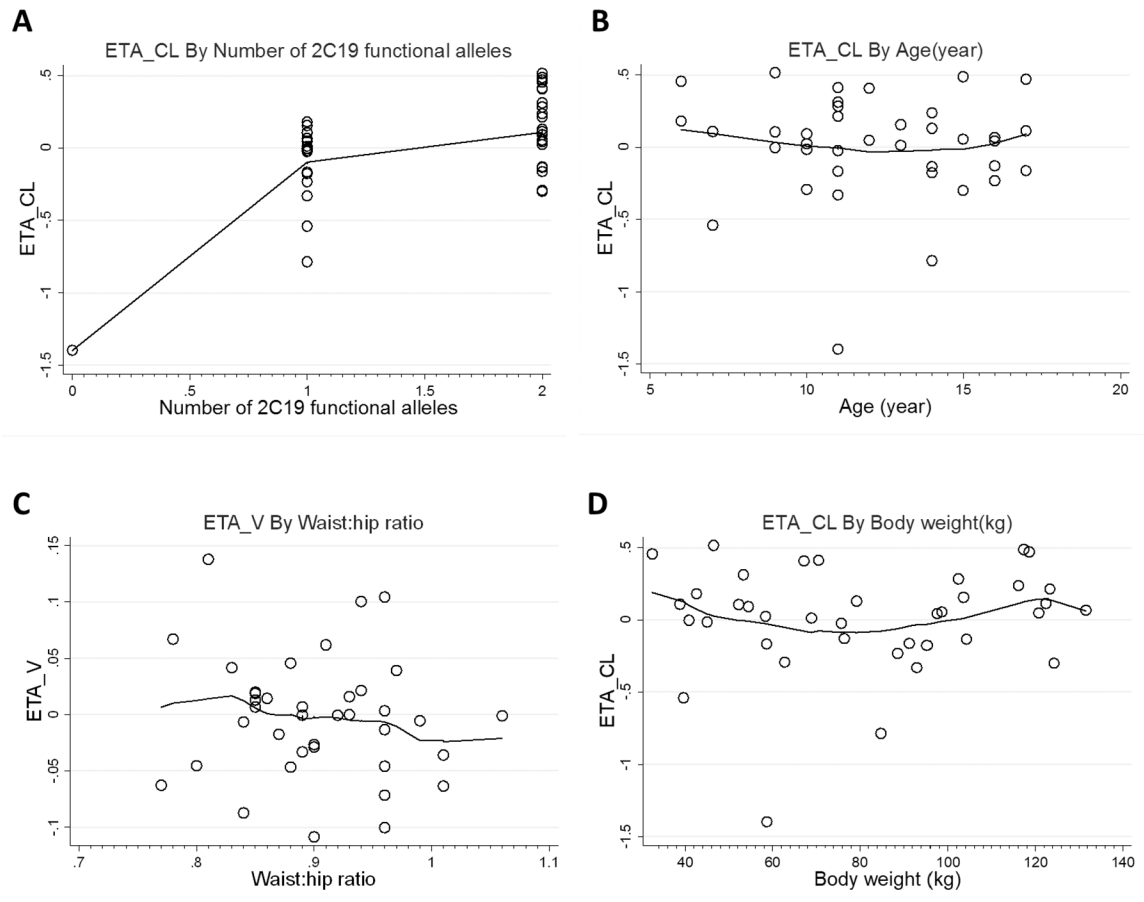 A
ETA_CL By Number of 2C19 functional alleles
ETA_CL
.5
0
-.5
-1
-1.5
0 .5 1 1.5 2
Number of 2C19 functional alleles
B
ETA_CL By Age(year)
ETA_CL
.5
0
-.5
-1
-1.5
5 10 15 20
Age (year)
C
ETA_V By Waist:hip ratio
ETA_V
.15
.1
.05
0
-.05
-.1
.7 .8 .9 1 1.1
Waist:hip ratio
D
ETA_CL By Body weight(kg)
ETA_CL
.5
0
-.5
-1
-1.5
40 60 80 100 120 140
Body weight (kg)